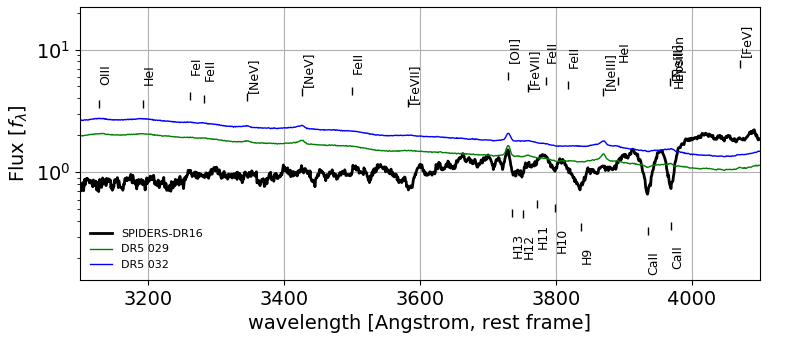 10¹
10⁰
Flux [fλ]
OIII
HeI
FeI
FeII
[NeV]
[NeV]
FeII
[FeVII]
[OII]
[FeVII]
FeII
FeII
[NeIII]
HeI
Hepsilon
[FeV]
H13
H12
H11
H10
H9
CaII
CaII
SPIDERS-DR16
DR5 029
DR5 032
3200
3400
3600
3800
4000
wavelength [Angstrom, rest frame]